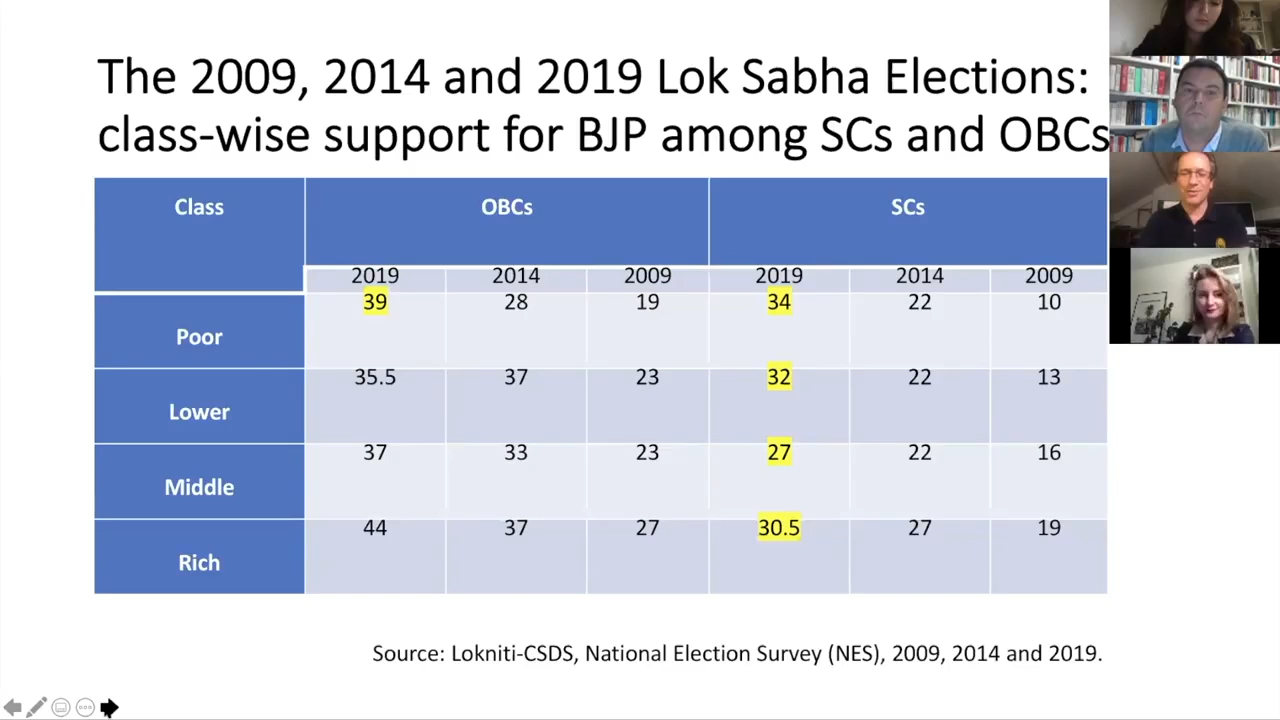 The 2009, 2014 and 2019 Lok Sabha Elections:
class-wise support for BJP among SCs and OBCs
Class OBCs SCs
2019 2014 2009 2019 2014 2009
39 28 19 34 22 10
Poor
35.5 37 23 32 22 13
Lower
37 33 23 27 22 16
Middle
44 37 27 30.5 27 19
Rich
Source: Lokniti-CSDS, National Election Survey (NES), 2009, 2014 and 2019.